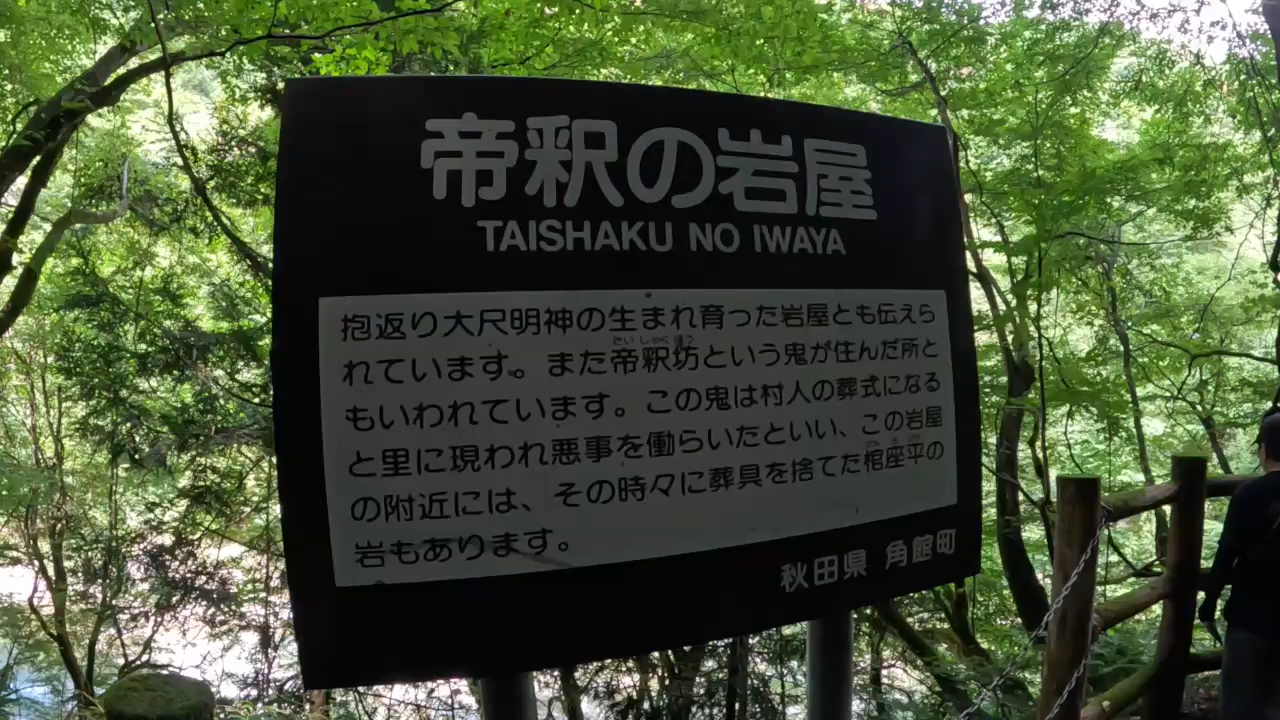 帝釈の岩屋
TAISHAKU NO IWAYA
抱返り大尺明神の生まれ育った岩屋とも伝えら
れています。また帝釈坊という鬼が住んだ所と
もいわれています。この鬼は村人の葬式になる
と里に現われ悪事を働らいたといい、この岩屋
の附近には、その時々に葬具を捨てた棺座平の
岩もあります。
秋田県 角館町